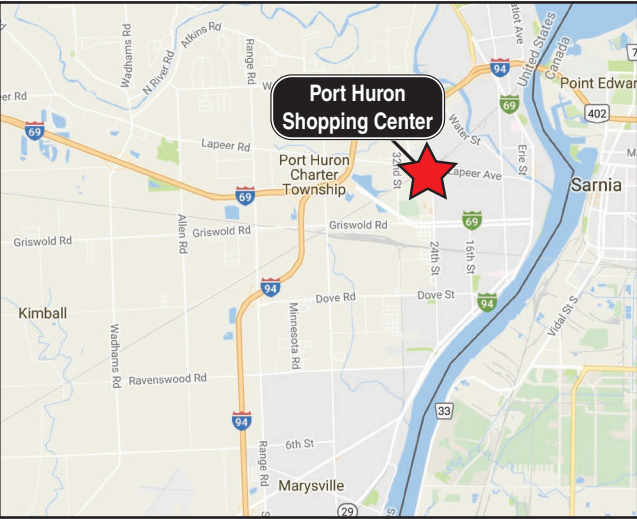 Wadhams Rd
Atkins Rd
N River Rd
Range Rd
94
United States
Canada
Point Edwar
402
7
69
Port Huron
Shopping Center
Water St
Erie St
er Rd
69
Lapeer Rd
Port Huron
Charter
Township
32nd St
Lapeer Ave
Sarnia
M
69
Griswold Rd
Allen Rd
Griswold Rd
Griswold Rd
69
24th St
16th St
94
Kimball
Dove Rd
Dove St
94
Minnesota Rd
Vidal St S
Wadhams Rd
Ravenswood Rd
94
33
6th St
Range Rd
Marysville
29